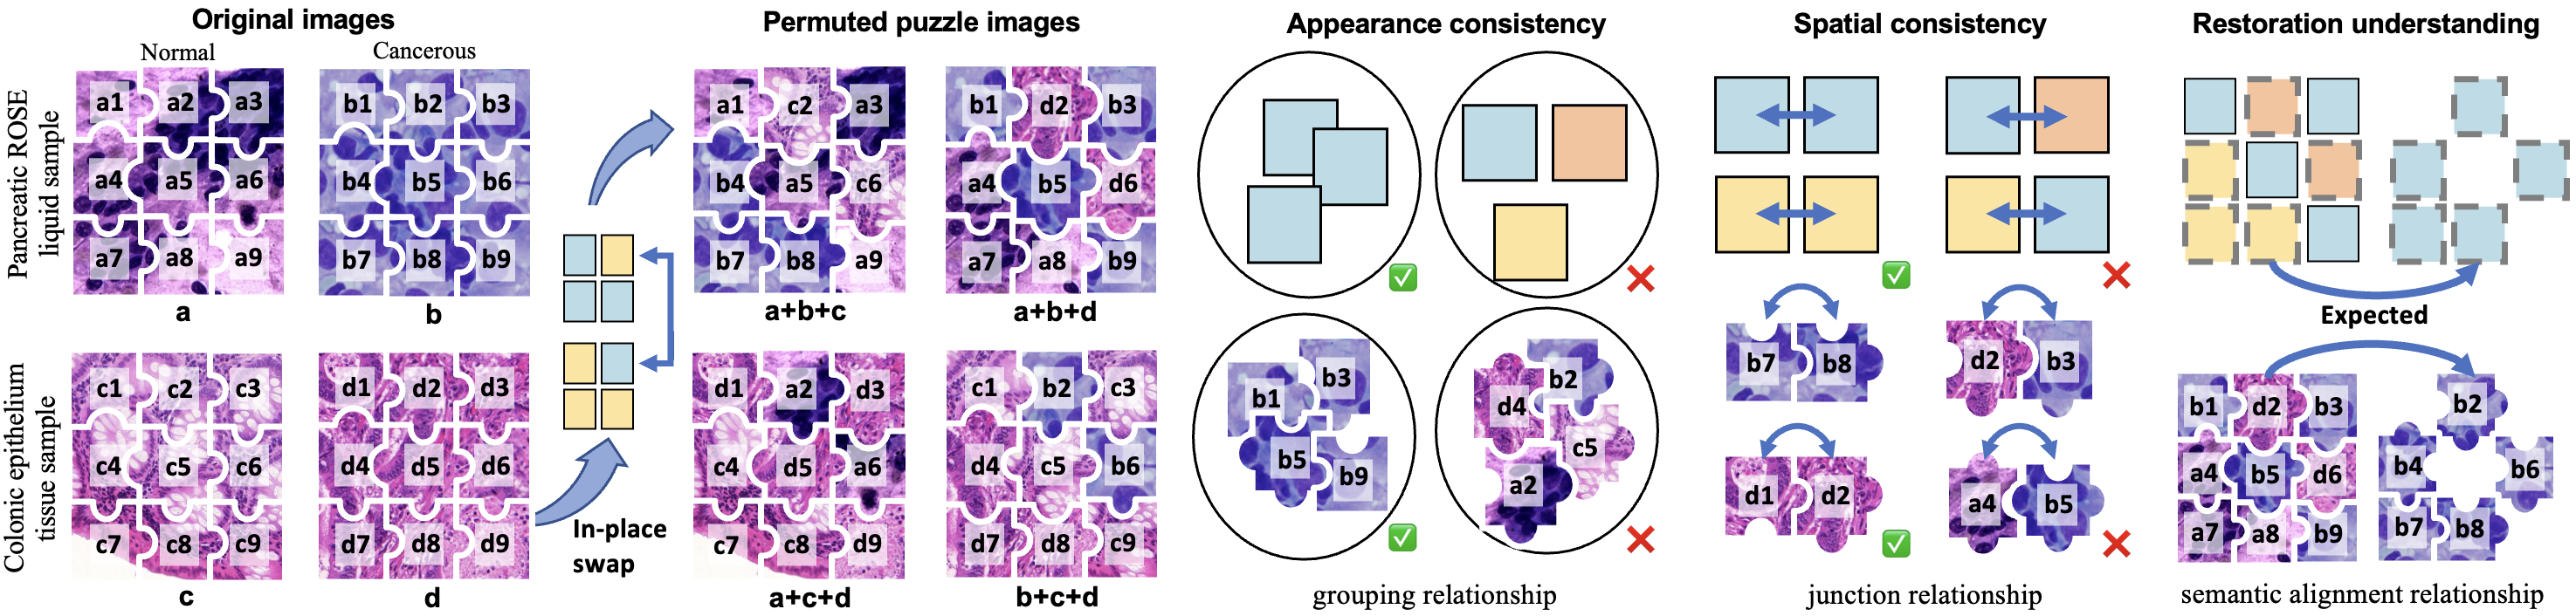 Original images
Permuted puzzle images
Appearance consistency
Spatial consistency
Restoration understanding
Normal
Cancerous
Pancreatic ROSE
liquid sample
a1 a2 a3
a4 a5 a6
a7 a8 a9
a
b1 b2 b3
b4 b5 b6
b7 b8 b9
b
Colonic epithelium
tissue sample
c1 c2 c3
c4 c5 c6
c7 c8 c9
c
d1 d2 d3
d4 d5 d6
d7 d8 d9
d
In-place
swap
a1 c2 a3
b4 a5 c6
b7 b8 a9
a+b+c
b1 d2 b3
a4 b5 d6
a7 a8 b9
a+b+d
d1 a2 d3
c4 d5 a6
c7 c8 d9
a+c+d
c1 b2 c3
d4 c5 b6
d7 d8 c9
b+c+d
b1 b3
b5 b9
d4 b2
c5
a2
grouping relationship
b7 b8
d2 b3
d1 d2
a4 b5
junction relationship
Expected
b1 d2 b3
a4 b5 d6
a7 a8 b9
b2
b4 b6
b7 b8
semantic alignment relationship